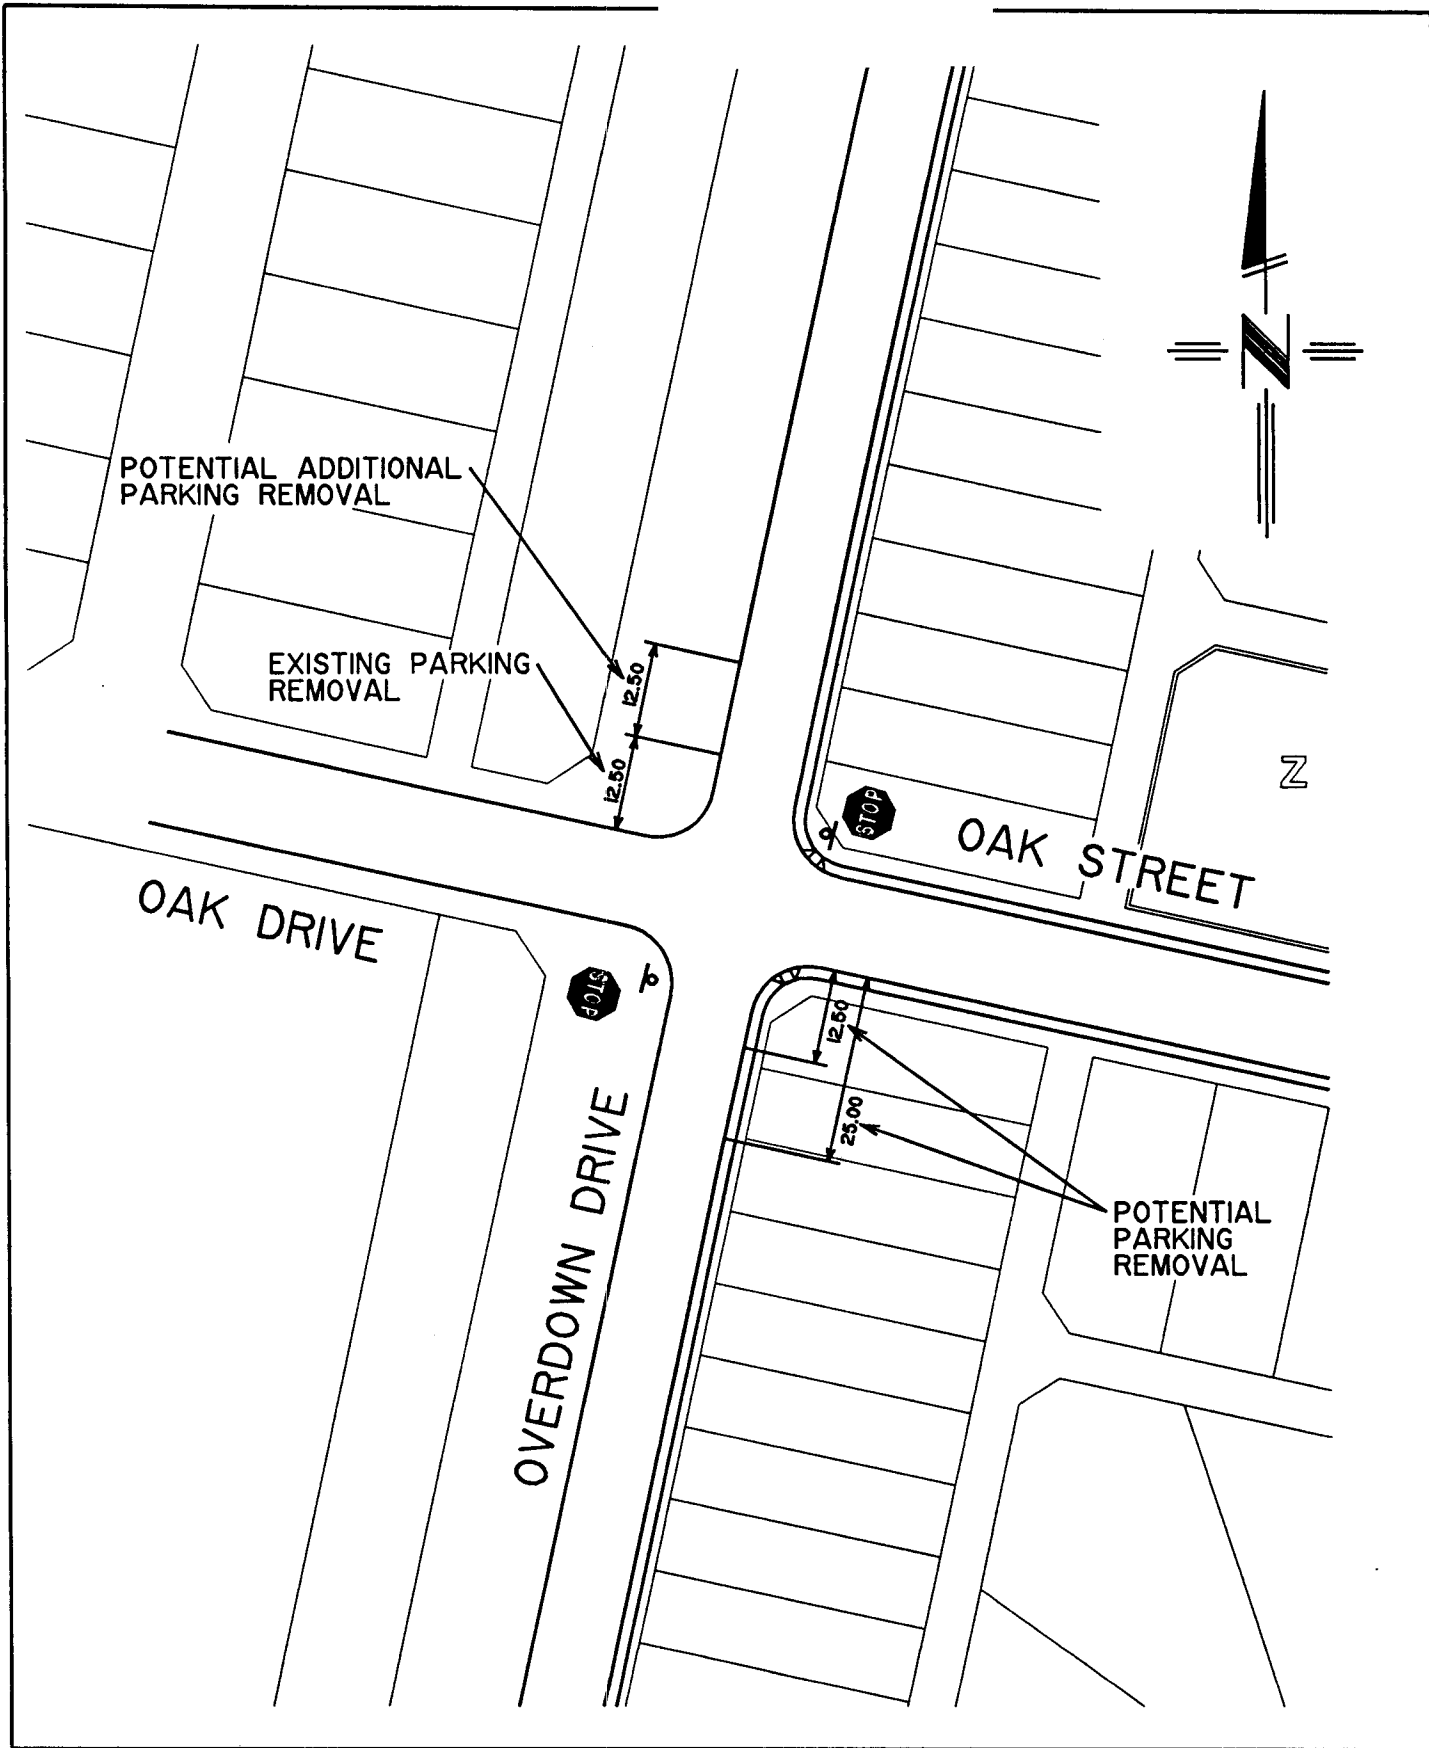 N
POTENTIAL ADDITIONAL
PARKING REMOVAL
EXISTING PARKING
REMOVAL
12.50
12.50
Z
STOP
OAK STREET
OAK DRIVE
STOP
12.50
25.00
OVERDOWN DRIVE
POTENTIAL
PARKING
REMOVAL